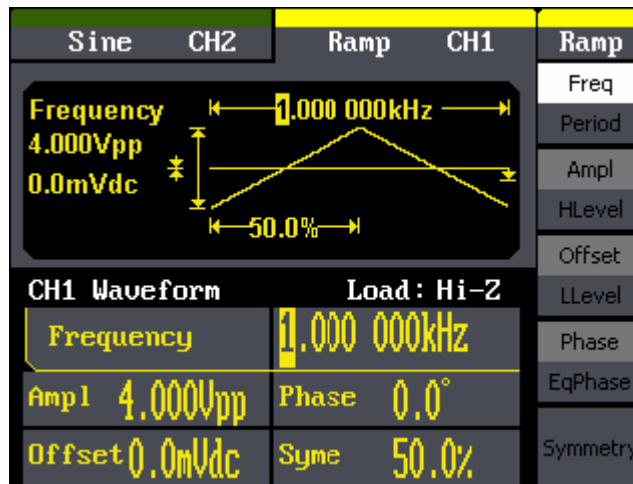 Sine CH2 Ramp CH1 Ramp
Frequency 1.000 000kHz
4.000Vpp
0.0mVdc
50.0%
CH1 Waveform Load: Hi-Z
Frequency 1.000 000kHz
Ampl 4.000Vpp Phase 0.0°
Offset 0.0mVdc Syme 50.0%
Freq
Period
Ampl
HLevel
Offset
LLevel
Phase
EqPhase
Symmetry